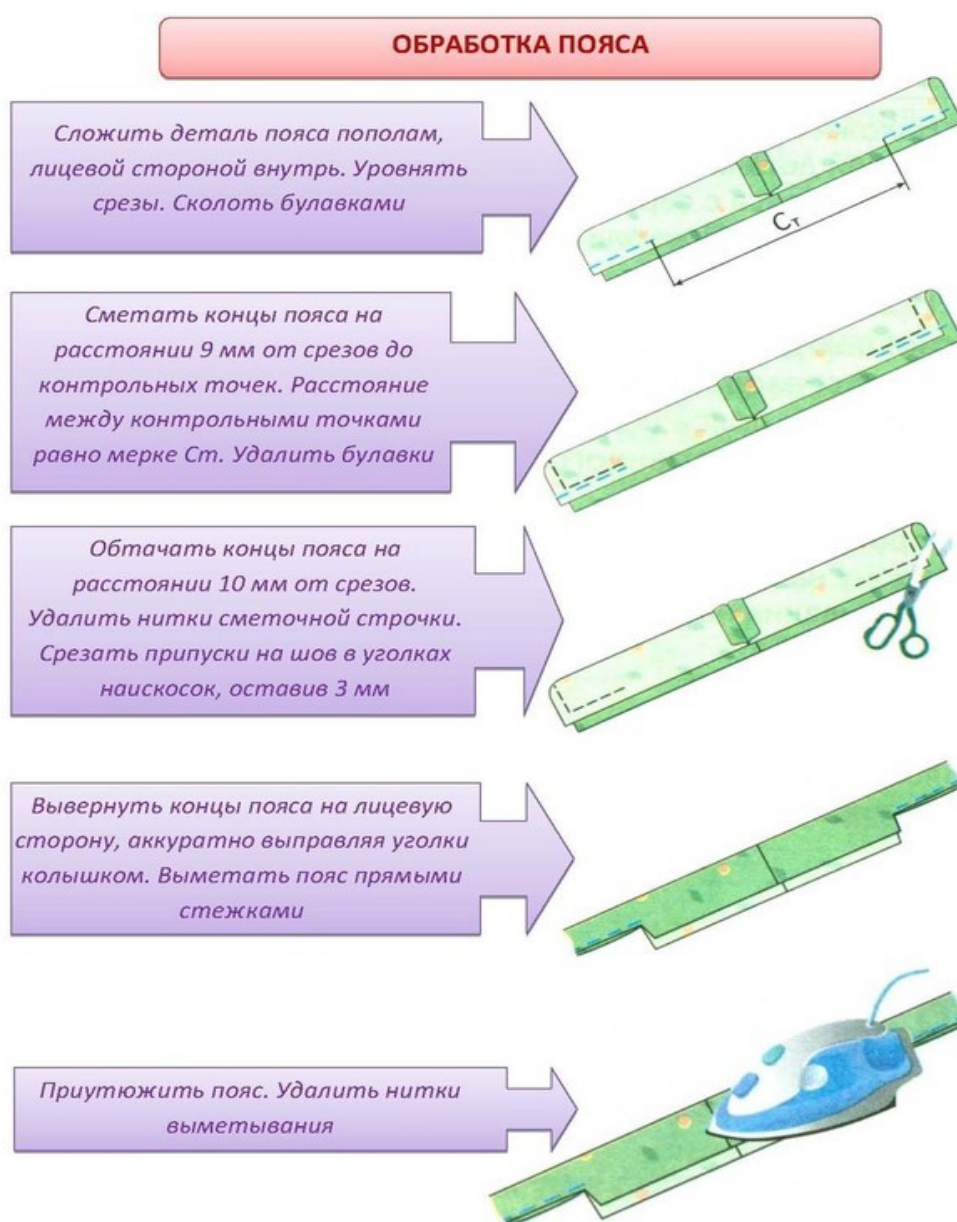 ОБРАБОТКА ПОЯСА
Сложить деталь пояса пополам,
лицевой стороной внутрь. Уровнять
срезы. Сколоть булавками
Ст
Сметать концы пояса на
расстоянии 9 мм от срезов до
контрольных точек. Расстояние
между контрольными точками
равно мерке Ст. Удалить булавки
Обтачать концы пояса на
расстоянии 10 мм от срезов.
Удалить нитки сметочной строчки.
Срезать припуски на шов в уголках
наискосок, оставив 3 мм
Вывернуть концы пояса на лицевую
сторону, аккуратно выправляя уголки
колышком. Выметать пояс прямыми
стежками
Приутюжить пояс. Удалить нитки
выметывания